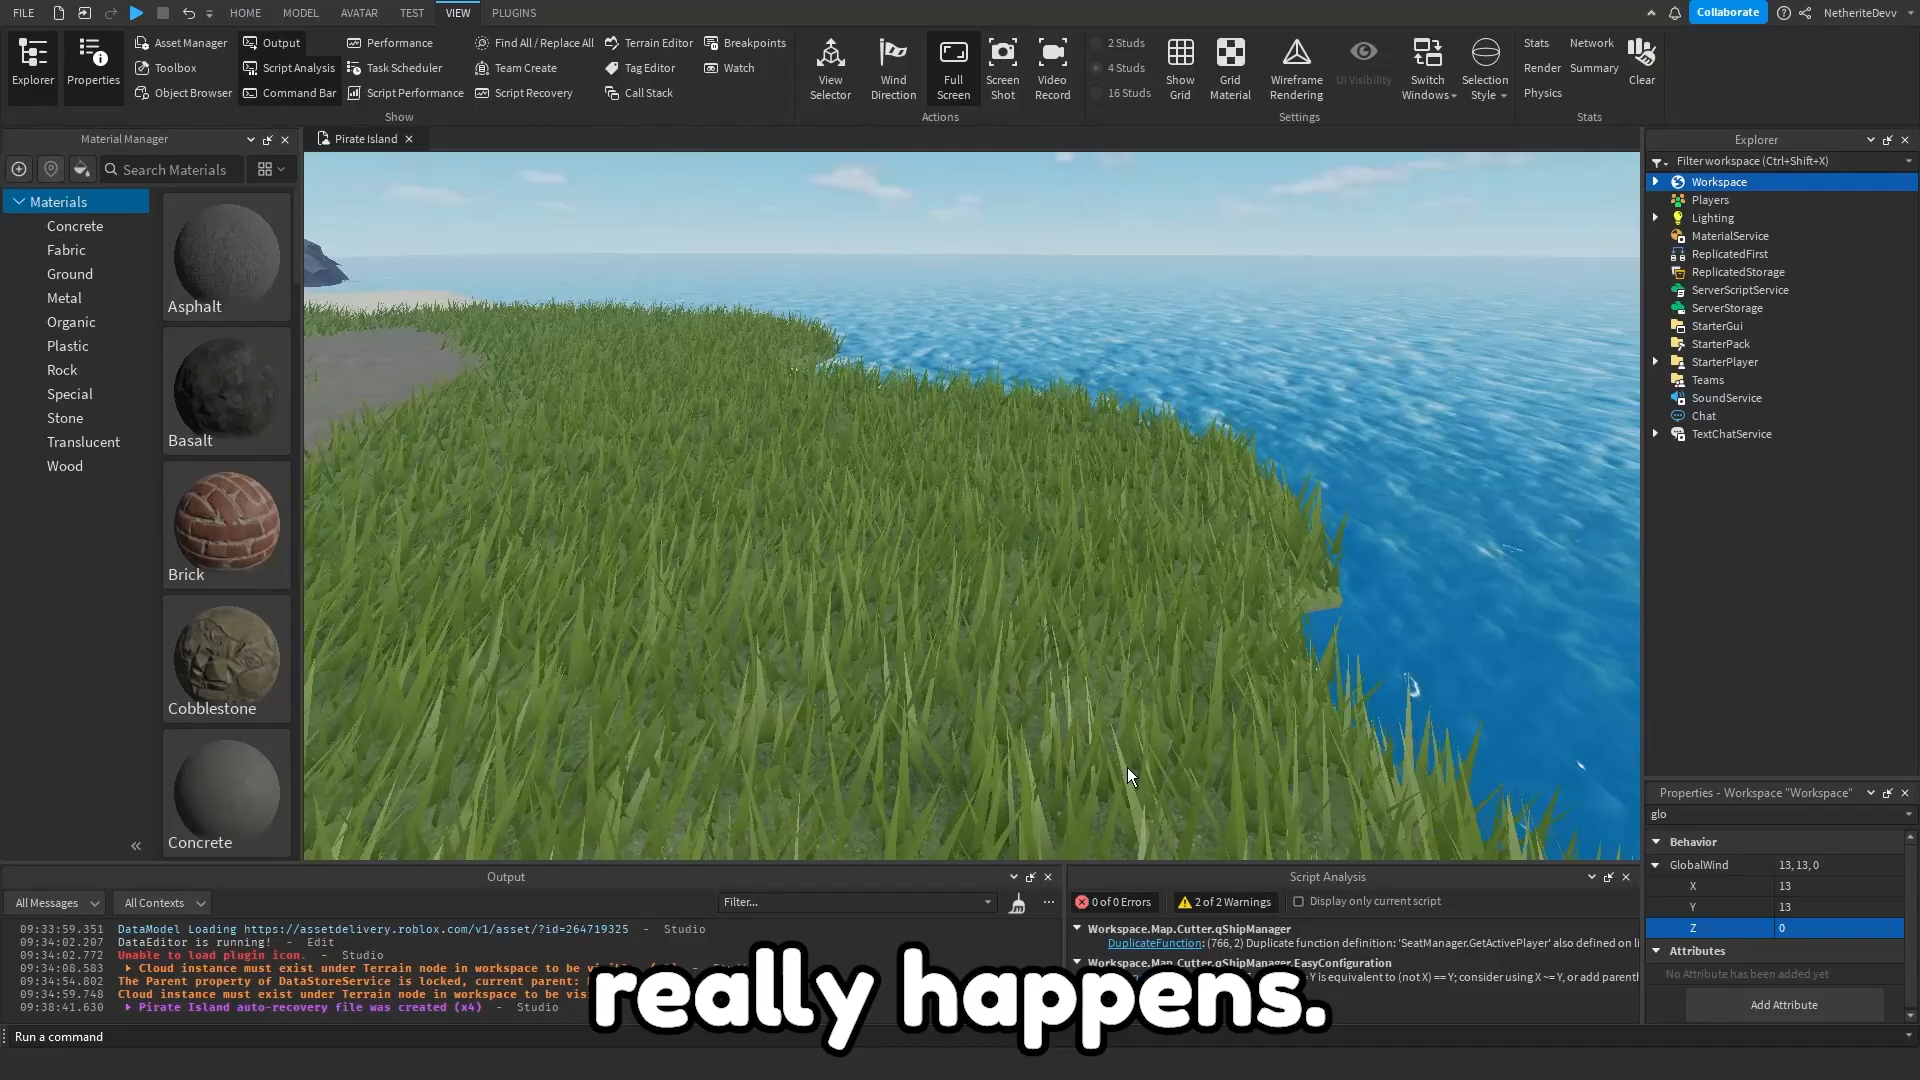 FILE HOME MODEL AVATAR TEST VIEW PLUGINS Collaborate NetheriteDevv
Explorer
Properties
Asset Manager
Toolbox
Object Browser
Output
Script Analysis
Command Bar
Performance
Task Scheduler
Script Performance
Find All / Replace All
Team Create
Script Recovery
Terrain Editor
Tag Editor
Call Stack
Breakpoints
Watch
Show
View
Selector
Wind
Direction
Full
Screen
Screen
Shot
Video
Record
Actions
2 Studs
4 Studs
16 Studs
Show
Grid
Grid
Material
Wireframe
Rendering
UI Visibility
Switch
Windows
Selection
Style
Settings
Stats
Render
Physics
Network
Summary
Clear
Stats
Material Manager
Search Materials
Materials
Concrete
Fabric
Ground
Metal
Organic
Plastic
Rock
Special
Stone
Translucent
Wood
Asphalt
Basalt
Brick
Cobblestone
Concrete
Pirate Island
Explorer
Filter workspace (Ctrl+Shift+X)
Workspace
Players
Lighting
MaterialService
ReplicatedFirst
ReplicatedStorage
ServerScriptService
ServerStorage
StarterGui
StarterPack
StarterPlayer
Teams
SoundService
Chat
TextChatService
Properties - Workspace "Workspace"
glo
Behavior
GlobalWind 13, 13, 0
X 13
Y 13
Z 0
Attributes
No Attribute has been added yet
Add Attribute
Output
All Messages All Contexts Filter...
09:33:59.351 DataModel Loading https://assetdelivery.roblox.com/v1/asset/?id=264719325 - Studio
09:34:02.207 DataEditor is running! - Edit
09:34:02.772 Unable to load plugin icon. - Studio
09:34:08.583 Cloud instance must exist under Terrain node in workspace to be
09:34:54.802 The Parent property of DataStoreService is locked, current parent:
09:34:59.748 Cloud instance must exist under Terrain node in workspace to be vis
09:38:41.630 Pirate Island auto-recovery file was created (x4) - Studio
Script Analysis
0 of 0 Errors 2 of 2 Warnings Display only current script
Workspace.Map.Cutter.qShipManager
DuplicateFunction: (766, 2) Duplicate function definition: 'SeatManager.GetActivePlayer' also defined on li
Workspace.Map.Cutter.qShipManager.EasyConfiguration
Y is equivalent to (not X) == Y; consider using X ~= Y, or add parenth
really happens.
Run a command